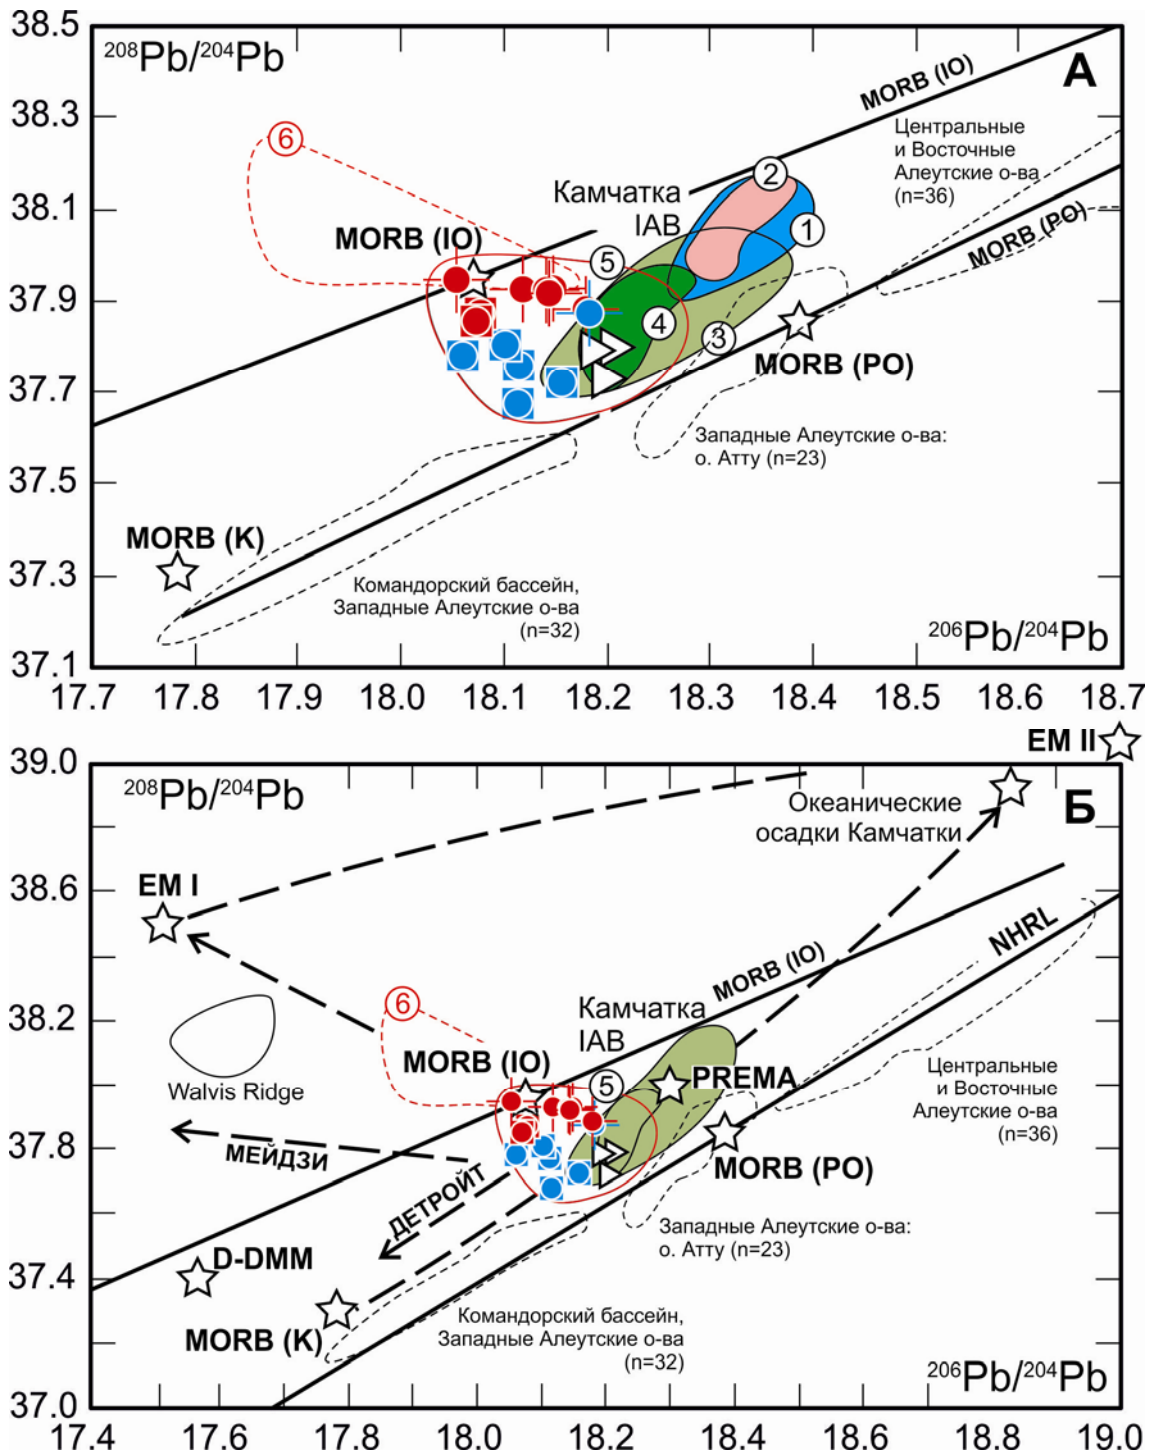 38.5
38.3
38.1
37.9
37.7
37.5
37.3
37.1
208Pb/204Pb
А
MORB (IO)
Центральные
и Восточные
Алеутские о-ва
(n=36)
MORB (PO)
6
2
1
Камчатка
IAB
MORB (IO)
5
4
3
MORB (PO)
Западные Алеутские о-ва:
о. Атту (n=23)
MORB (K)
Командорский бассейн,
Западные Алеутские о-ва
(n=32)
206Pb/204Pb
17.7 17.8 17.9 18.0 18.1 18.2 18.3 18.4 18.5 18.6 18.7
EM II
39.0
38.6
38.2
37.8
37.4
37.0
208Pb/204Pb
Б
Океанические
осадки Камчатки
EM I
NHRL
MORB (IO)
6
Камчатка
IAB
MORB (IO)
Walvis Ridge
5
PREMA
Центральные
и Восточные
Алеутские о-ва
(n=36)
МЕЙДЗИ
MORB (PO)
ДЕТРОЙТ
Западные Алеутские о-ва:
о. Атту (n=23)
D-DMM
MORB (K)
Командорский бассейн,
Западные Алеутские о-ва
(n=32)
206Pb/204Pb
17.4 17.6 17.8 18.0 18.2 18.4 18.6 18.8 19.0